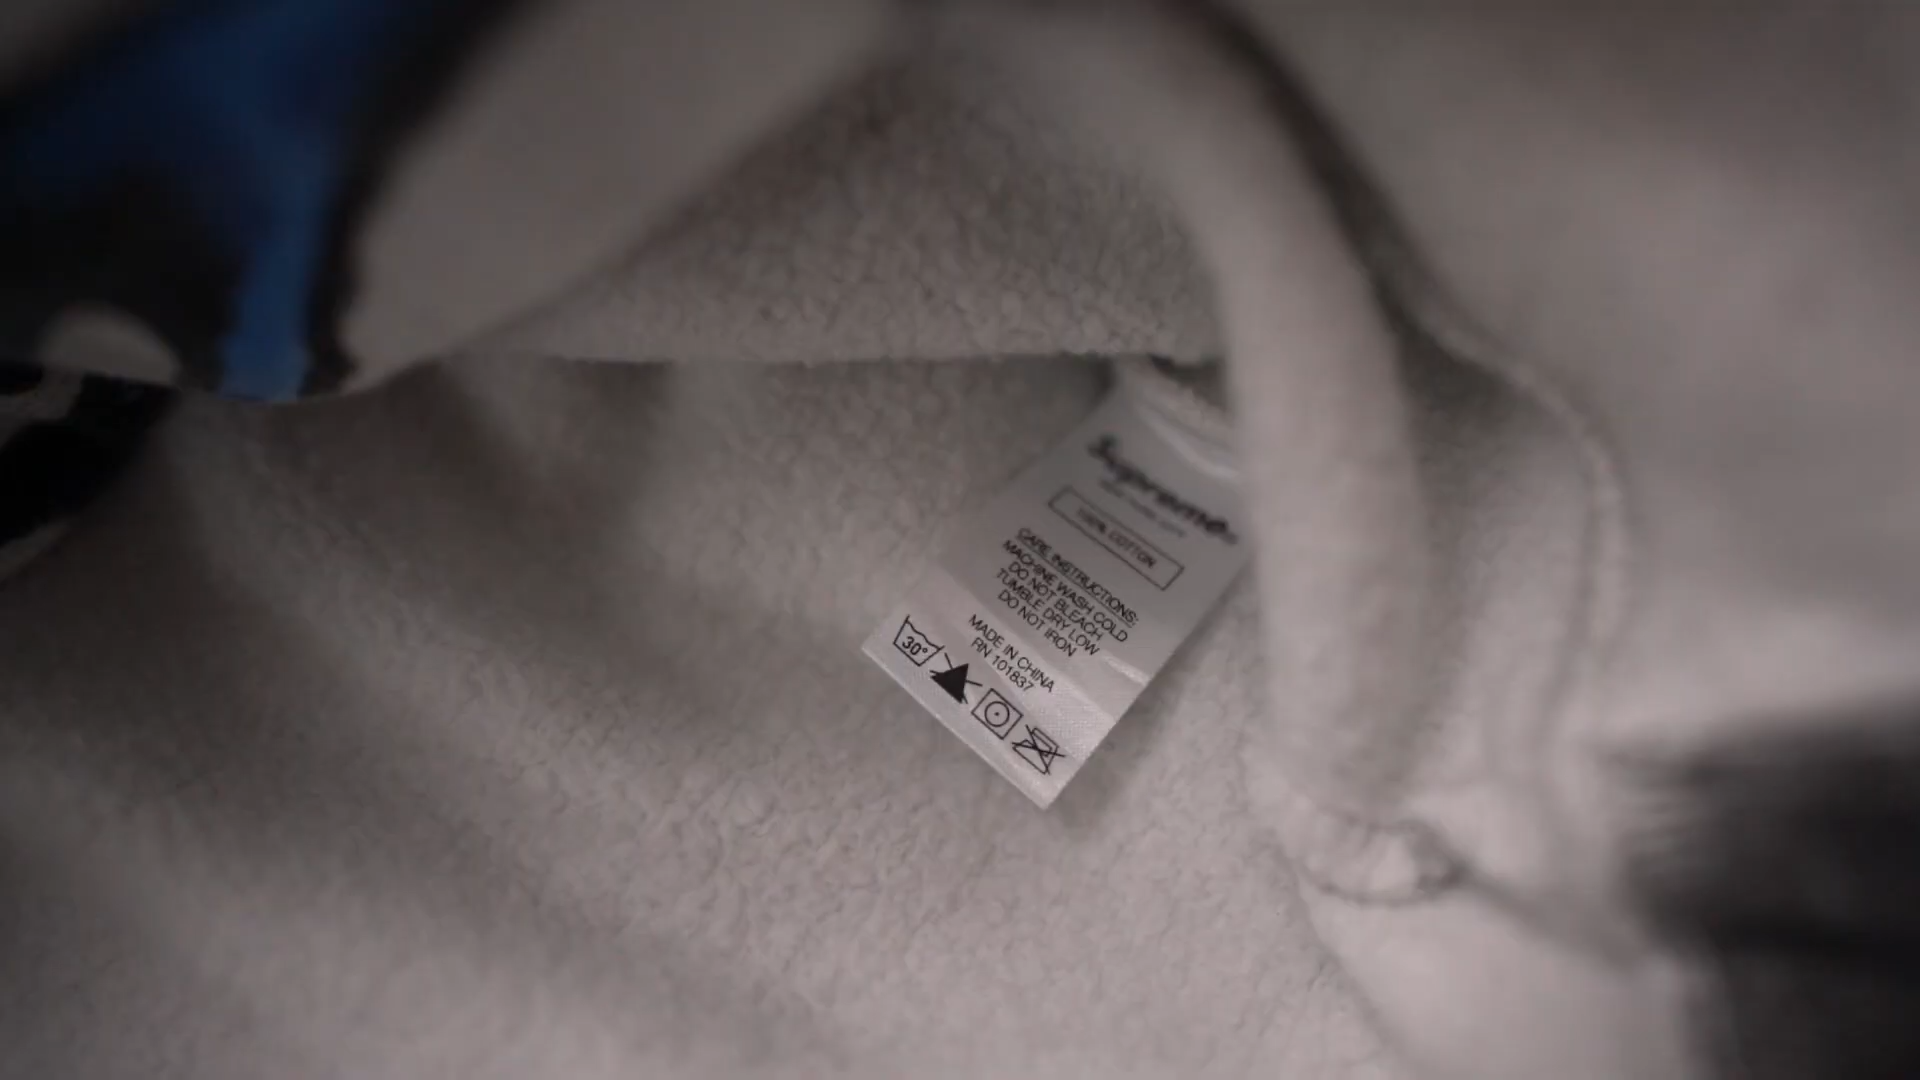 Supreme
100% COTTON
CARE INSTRUCTIONS:
MACHINE WASH COLD
DO NOT BLEACH
TUMBLE DRY LOW
DO NOT IRON
MADE IN CHINA
RN 101837
30°